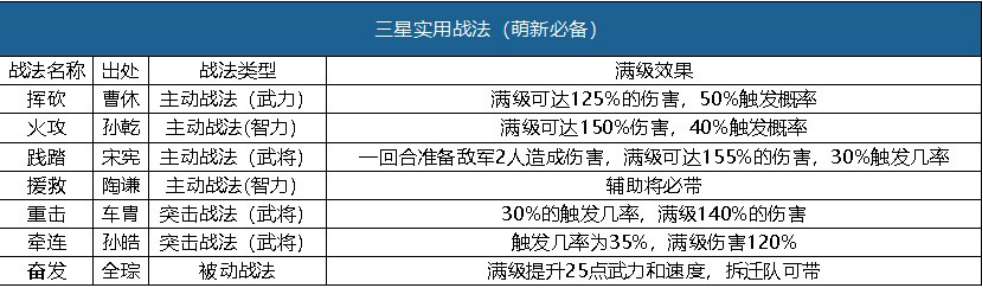 三星实用战法（萌新必备）
战法名称 出处 战法类型 满级效果
挥砍 曹休 主动战法（武力） 满级可达125%的伤害，50%触发概率
火攻 孙乾 主动战法(智力） 满级可达150%伤害，40%触发概率
践踏 宋宪 主动战法（武将） 一回合准备敌军2人造成伤害，满级可达155%的伤害，30%触发几率
援救 陶谦 主动战法(智力） 辅助将必带
重击 车胄 突击战法（武将） 30%的触发几率，满级140%的伤害
牵连 孙皓 突击战法（武将） 触发几率为35%，满级伤害120%
奋发 全琮 被动战法 满级提升25点武力和速度，拆迁队可带